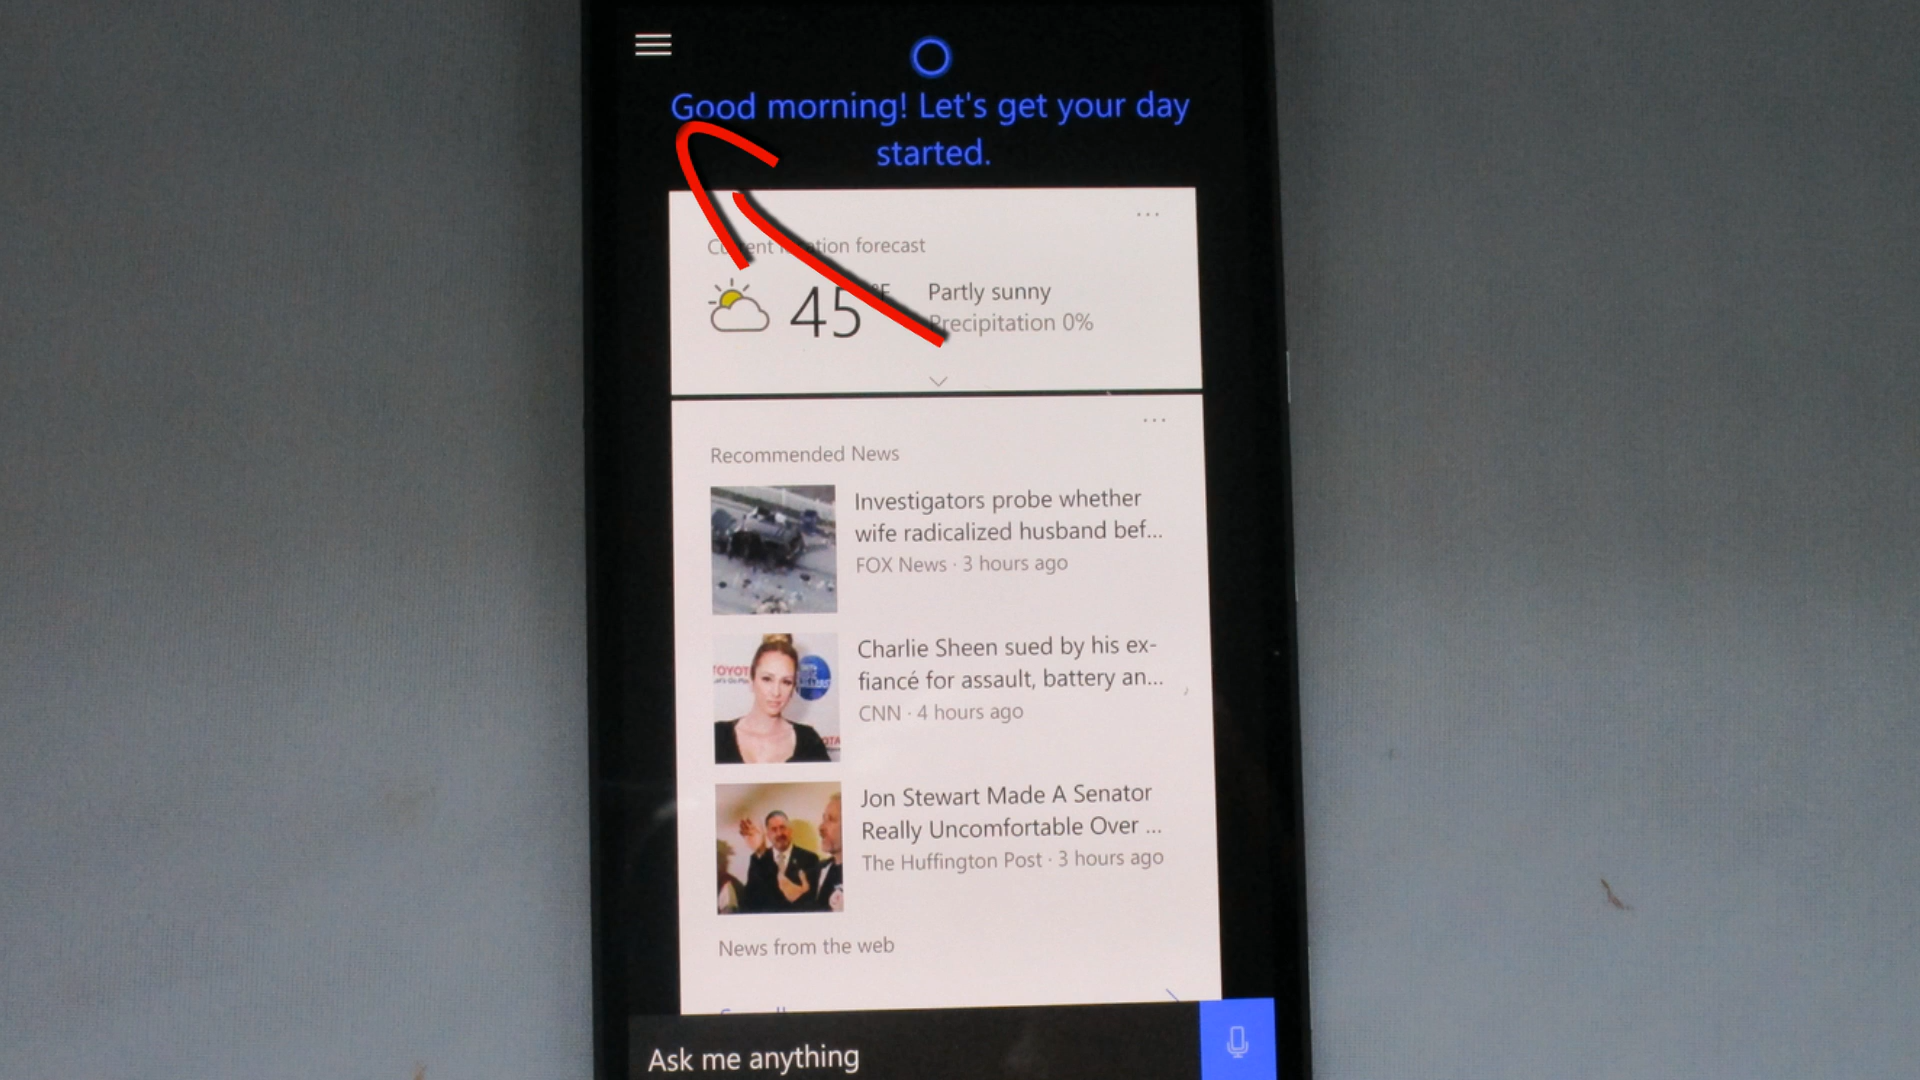 Good morning! Let's get your day
started.
forecast
45 °F
Partly sunny
Precipitation 0%
Recommended News
Investigators probe whether
wife radicalized husband bef...
FOX News · 3 hours ago
Charlie Sheen sued by his ex-
fiancé for assault, battery an...
CNN · 4 hours ago
Jon Stewart Made A Senator
Really Uncomfortable Over ...
The Huffington Post · 3 hours ago
News from the web
Ask me anything